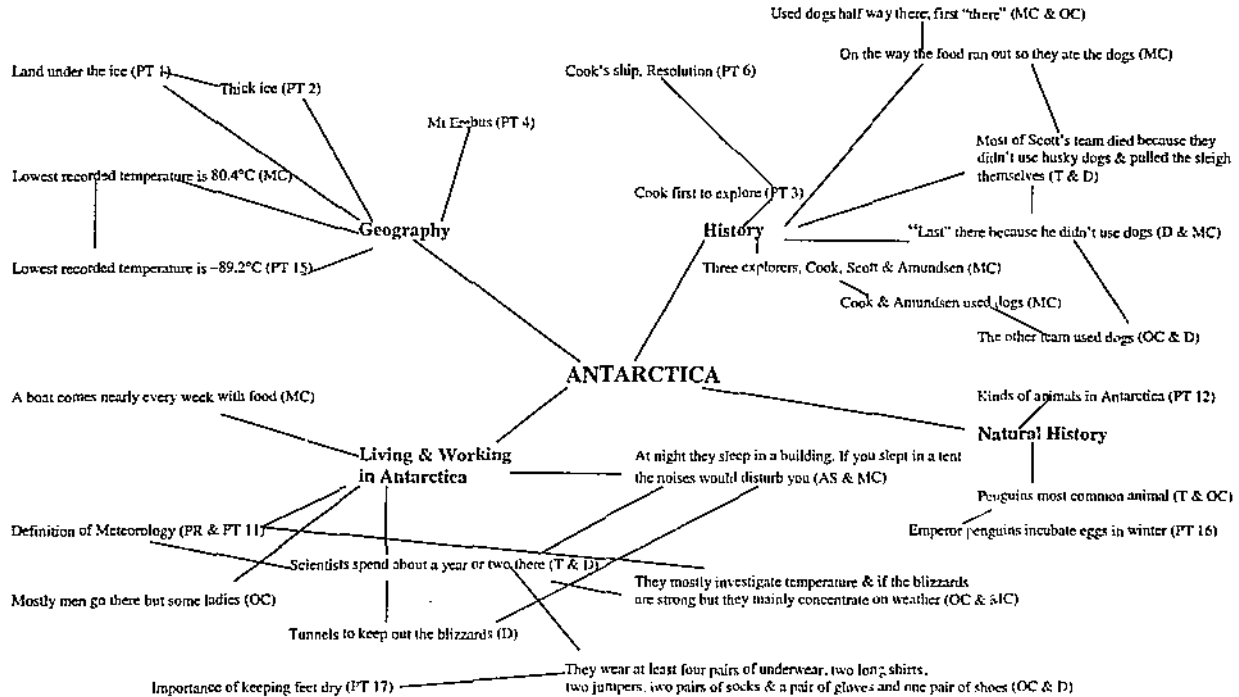 Used dogs half way there, first "there" (MC & OC)
On the way the food ran out so they ate the dogs (MC)
Land under the ice (PT 1)
Cook's ship, Resolution (PT 6)
Thick ice (PT 2)
Mt Erebus (PT 4)
Most of Scott's team died because they
didn't use husky dogs & pulled the sleigh
themselves (T & D)
Lowest recorded temperature is 80.4°C (MC)
Cook first to explore (PT 3)
Geography
History
"Last" there because he didn't use dogs (D & MC)
Lowest recorded temperature is –89.2°C (PT 15)
Three explorers, Cook, Scott & Amundsen (MC)
Cook & Amundsen used dogs (MC)
The other team used dogs (OC & D)
ANTARCTICA
A boat comes nearly every week with food (MC)
Kinds of animals in Antarctica (PT 12)
Natural History
Living & Working
in Antarctica
At night they sleep in a building. If you slept in a tent
the noises would disturb you (AS & MC)
Penguins most common animal (T & OC)
Definition of Meteorology (PR & PT 11)
Emperor penguins incubate eggs in winter (PT 16)
Scientists spend about a year or two there (T & D)
They mostly investigate temperature & if the blizzards
are strong but they mainly concentrate on weather (OC & MC)
Mostly men go there but some ladies (OC)
Tunnels to keep out the blizzards (D)
They wear at least four pairs of underwear, two long shirts,
two jumpers, two pairs of socks & a pair of gloves and one pair of shoes (OC & D)
Importance of keeping feet dry (PT 17)